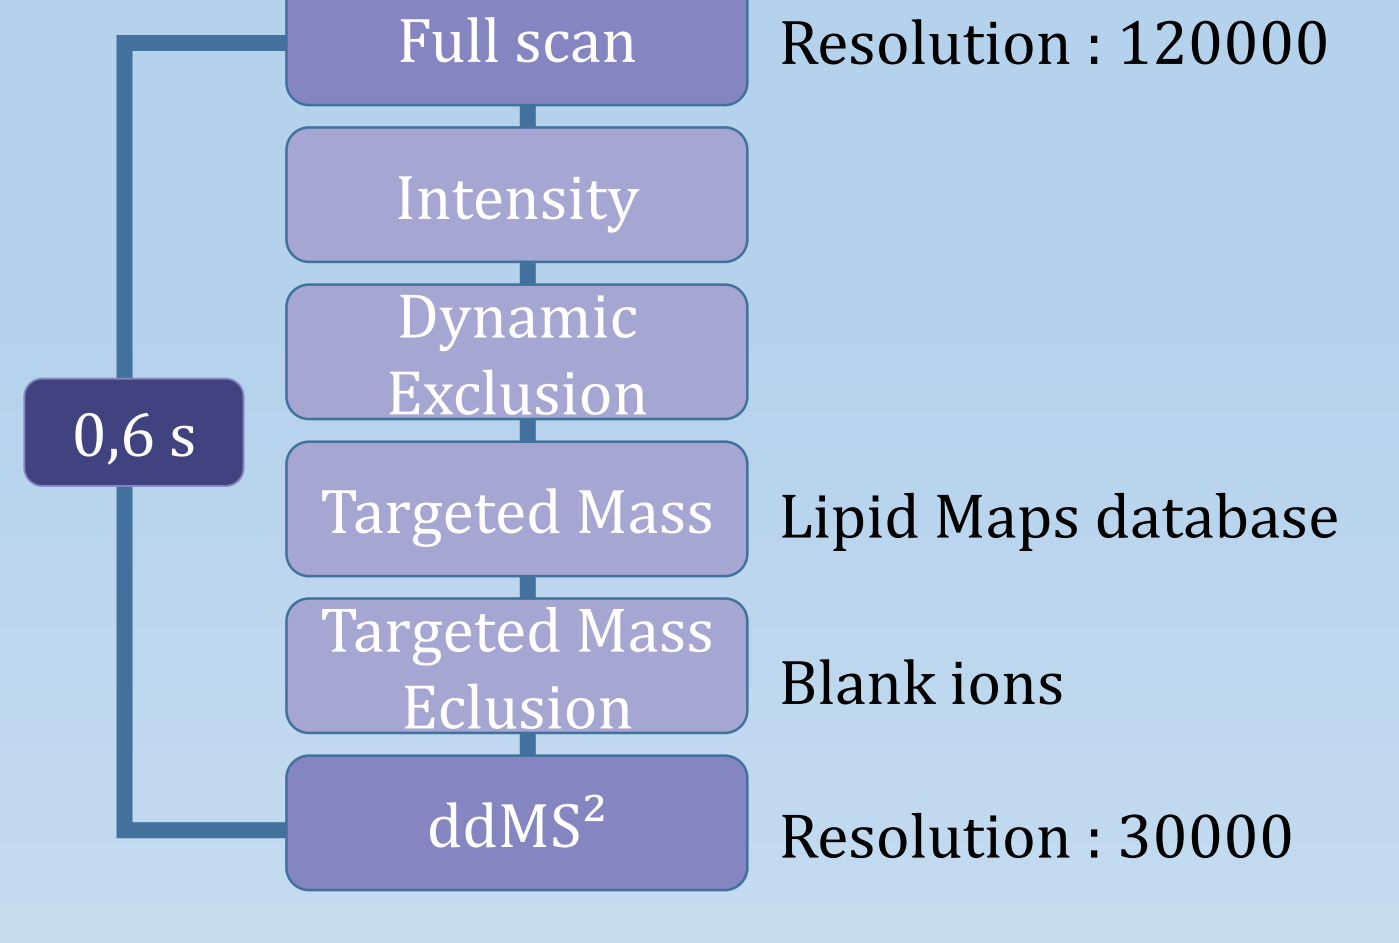 Full scan
Resolution : 120000
Intensity
Dynamic
Exclusion
0,6 s
Targeted Mass
Lipid Maps database
Targeted Mass
Eclusion
Blank ions
ddMS²
Resolution : 30000